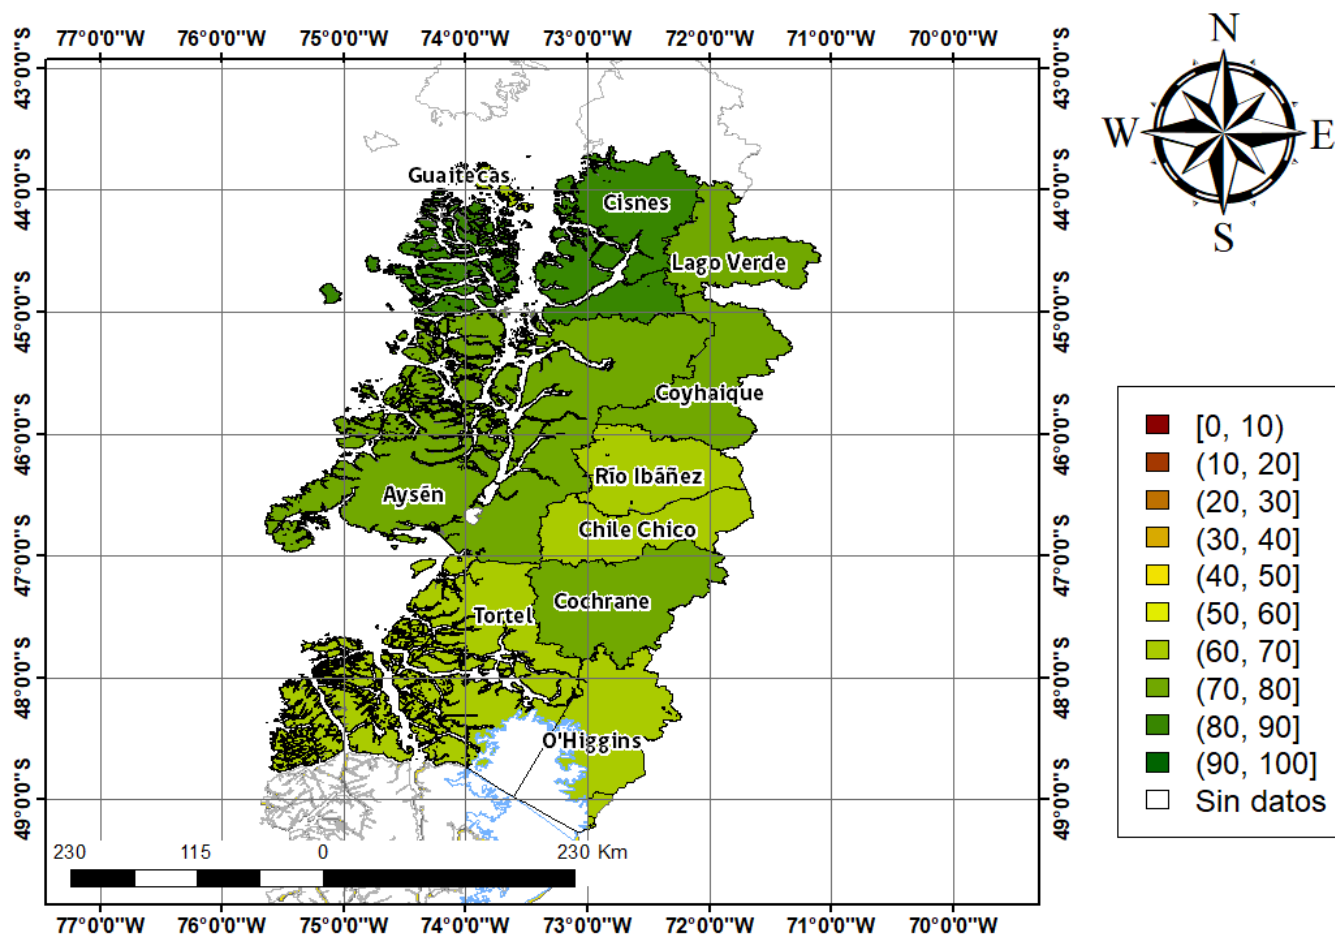 77°0'0"W 76°0'0"W 75°0'0"W 74°0'0"W 73°0'0"W 72°0'0"W 71°0'0"W 70°0'0"W
43°0'0"S
44°0'0"S
45°0'0"S
46°0'0"S
47°0'0"S
48°0'0"S
49°0'0"S
Guaitecas
Cisnes
Lago Verde
Coyhaique
Río Ibáñez
Aysén
Chile Chico
Cochrane
Tortel
O'Higgins
230 115 0 230 Km
43°0'0"S
44°0'0"S
45°0'0"S
46°0'0"S
47°0'0"S
48°0'0"S
49°0'0"S
77°0'0"W 76°0'0"W 75°0'0"W 74°0'0"W 73°0'0"W 72°0'0"W 71°0'0"W 70°0'0"W
N
W E
S
[0, 10)
(10, 20]
(20, 30]
(30, 40]
(40, 50]
(50, 60]
(60, 70]
(70, 80]
(80, 90]
(90, 100]
Sin datos